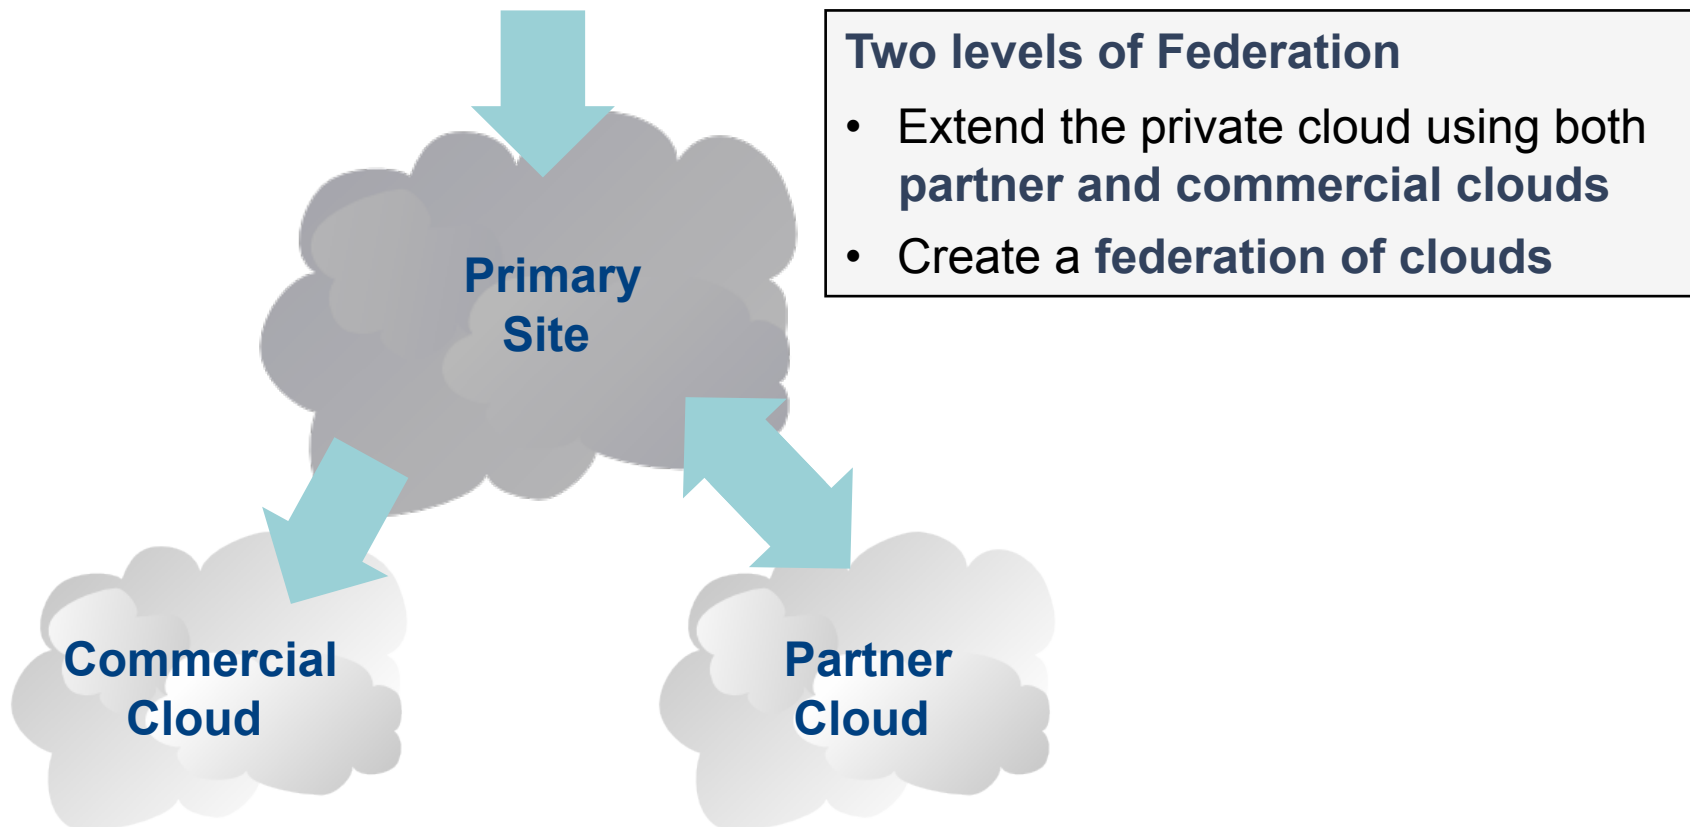 Two levels of Federation
• Extend the private cloud using both
partner and commercial clouds
• Create a federation of clouds
Primary
Site
Commercial
Cloud
Partner
Cloud